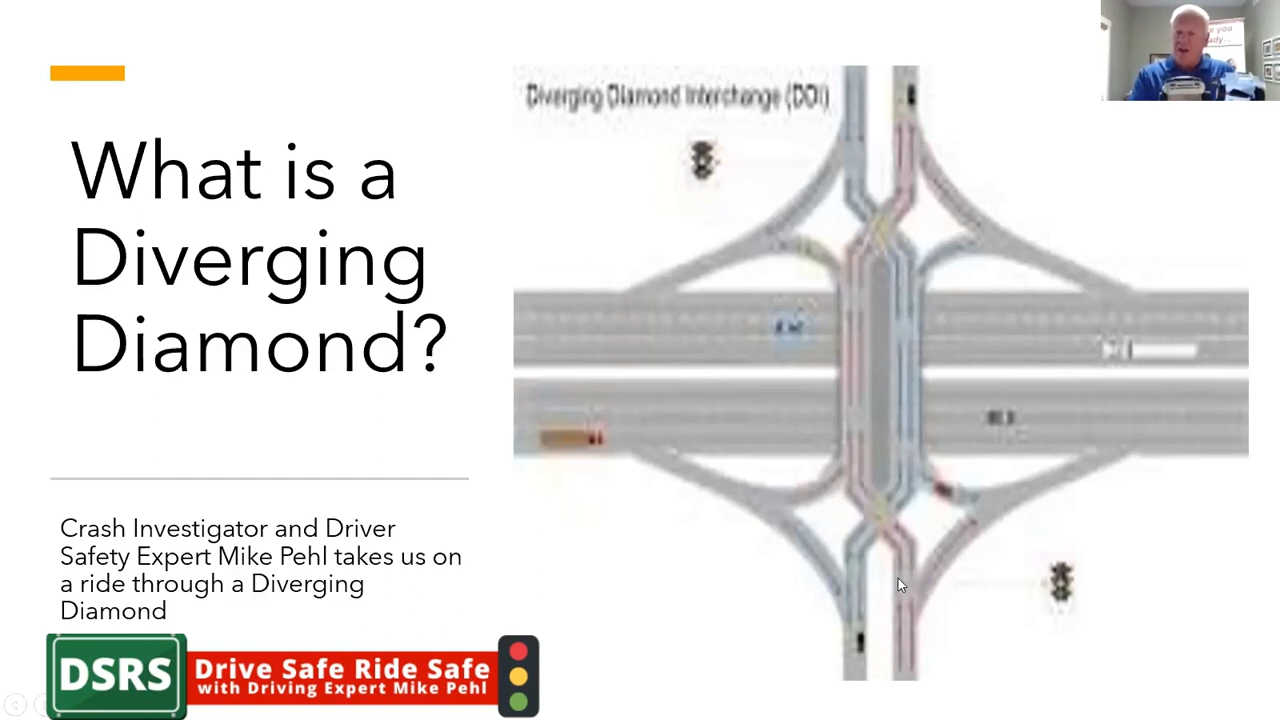 What is a
Diverging
Diamond?
Crash Investigator and Driver
Safety Expert Mike Pehl takes us on
a ride through a Diverging
Diamond
DSRS
Drive Safe Ride Safe
with Driving Expert Mike Pehl
Diverging Diamond Interchange (DDI)
you